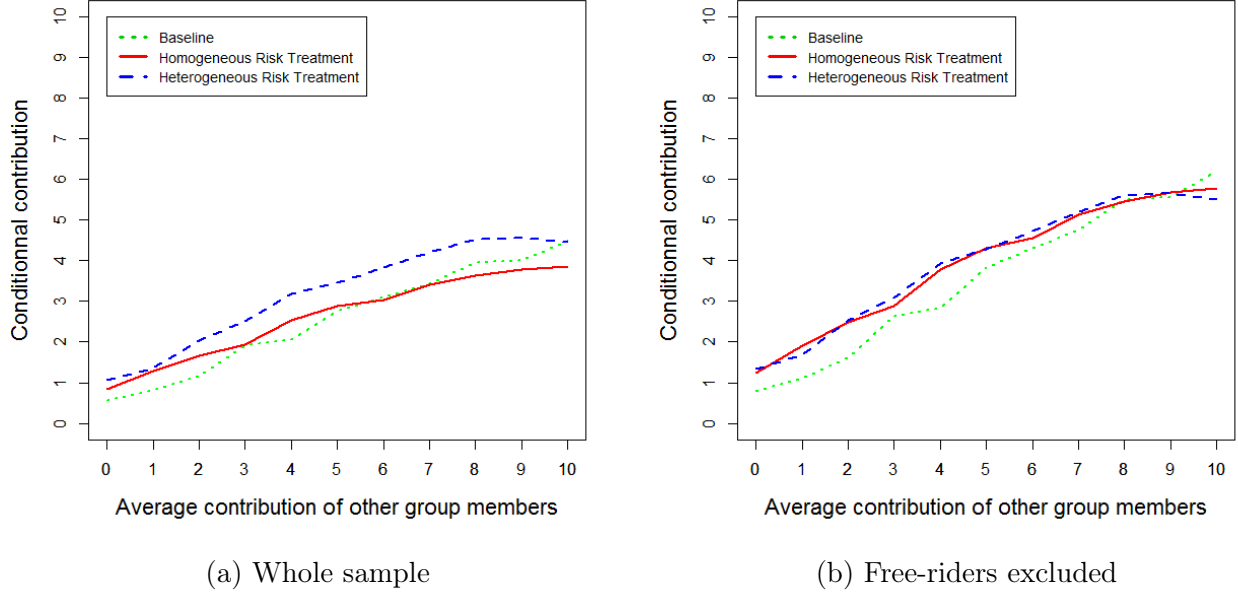 Baseline
Homogeneous Risk Treatment
Heterogeneous Risk Treatment
Conditionnal contribution
10
9
8
7
6
5
4
3
2
1
0
0 1 2 3 4 5 6 7 8 9 10
Average contribution of other group members
(a) Whole sample
Baseline
Homogeneous Risk Treatment
Heterogeneous Risk Treatment
Conditionnal contribution
10
9
8
7
6
5
4
3
2
1
0
0 1 2 3 4 5 6 7 8 9 10
Average contribution of other group members
(b) Free-riders excluded